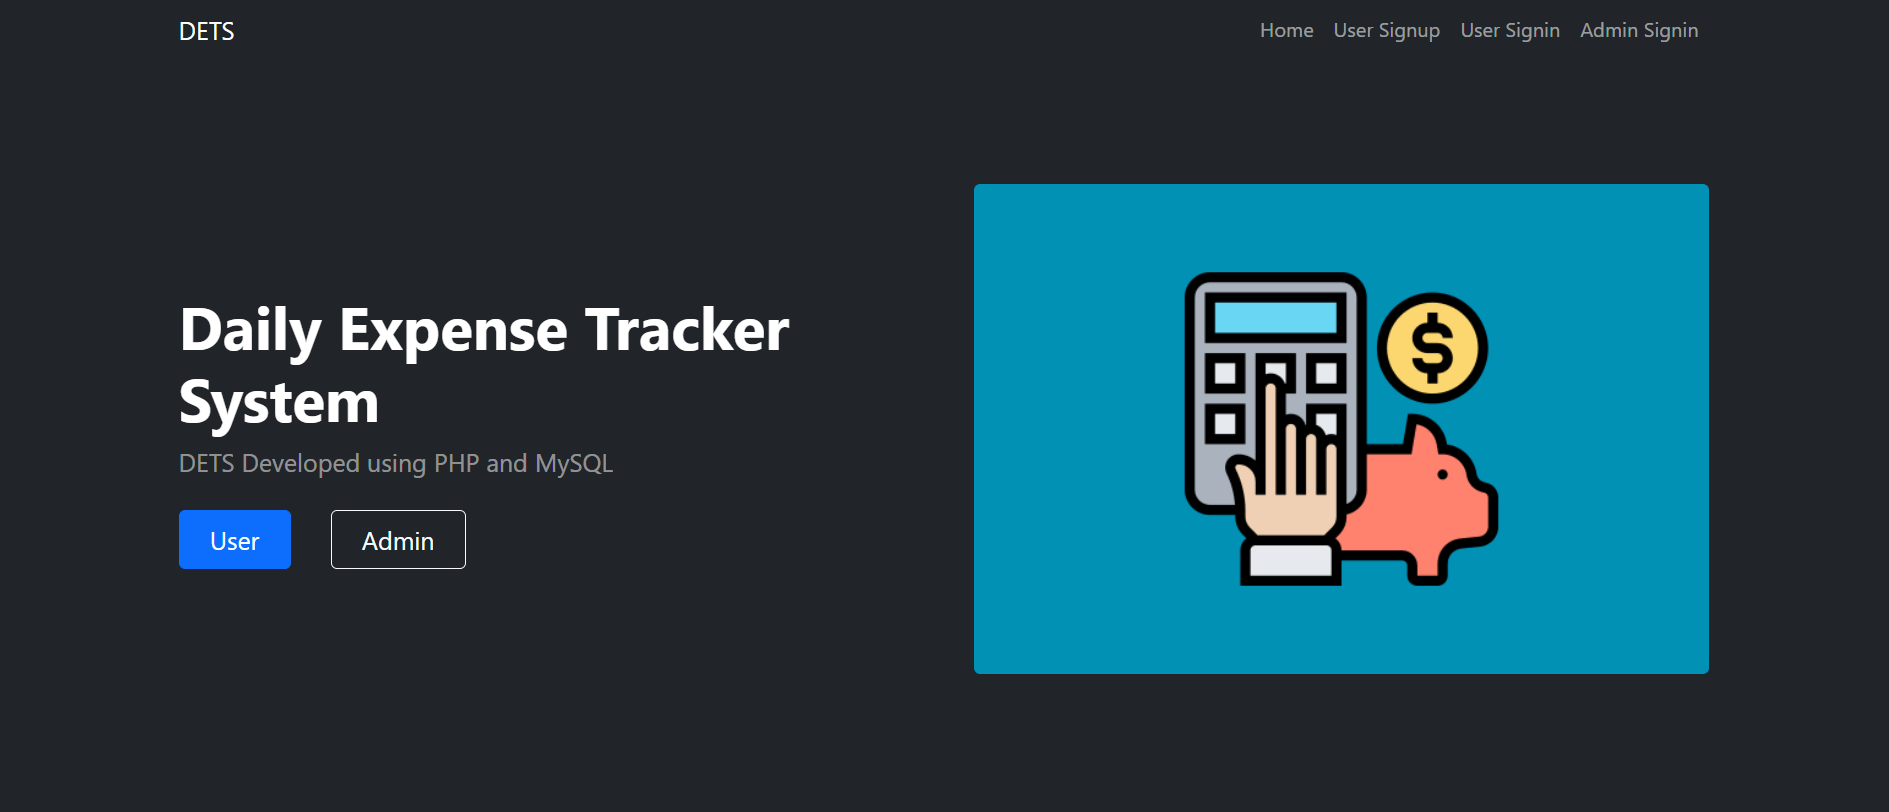 DETS
Home User Signup User Signin Admin Signin
Daily Expense Tracker
System
DETS Developed using PHP and MySQL
User Admin
$